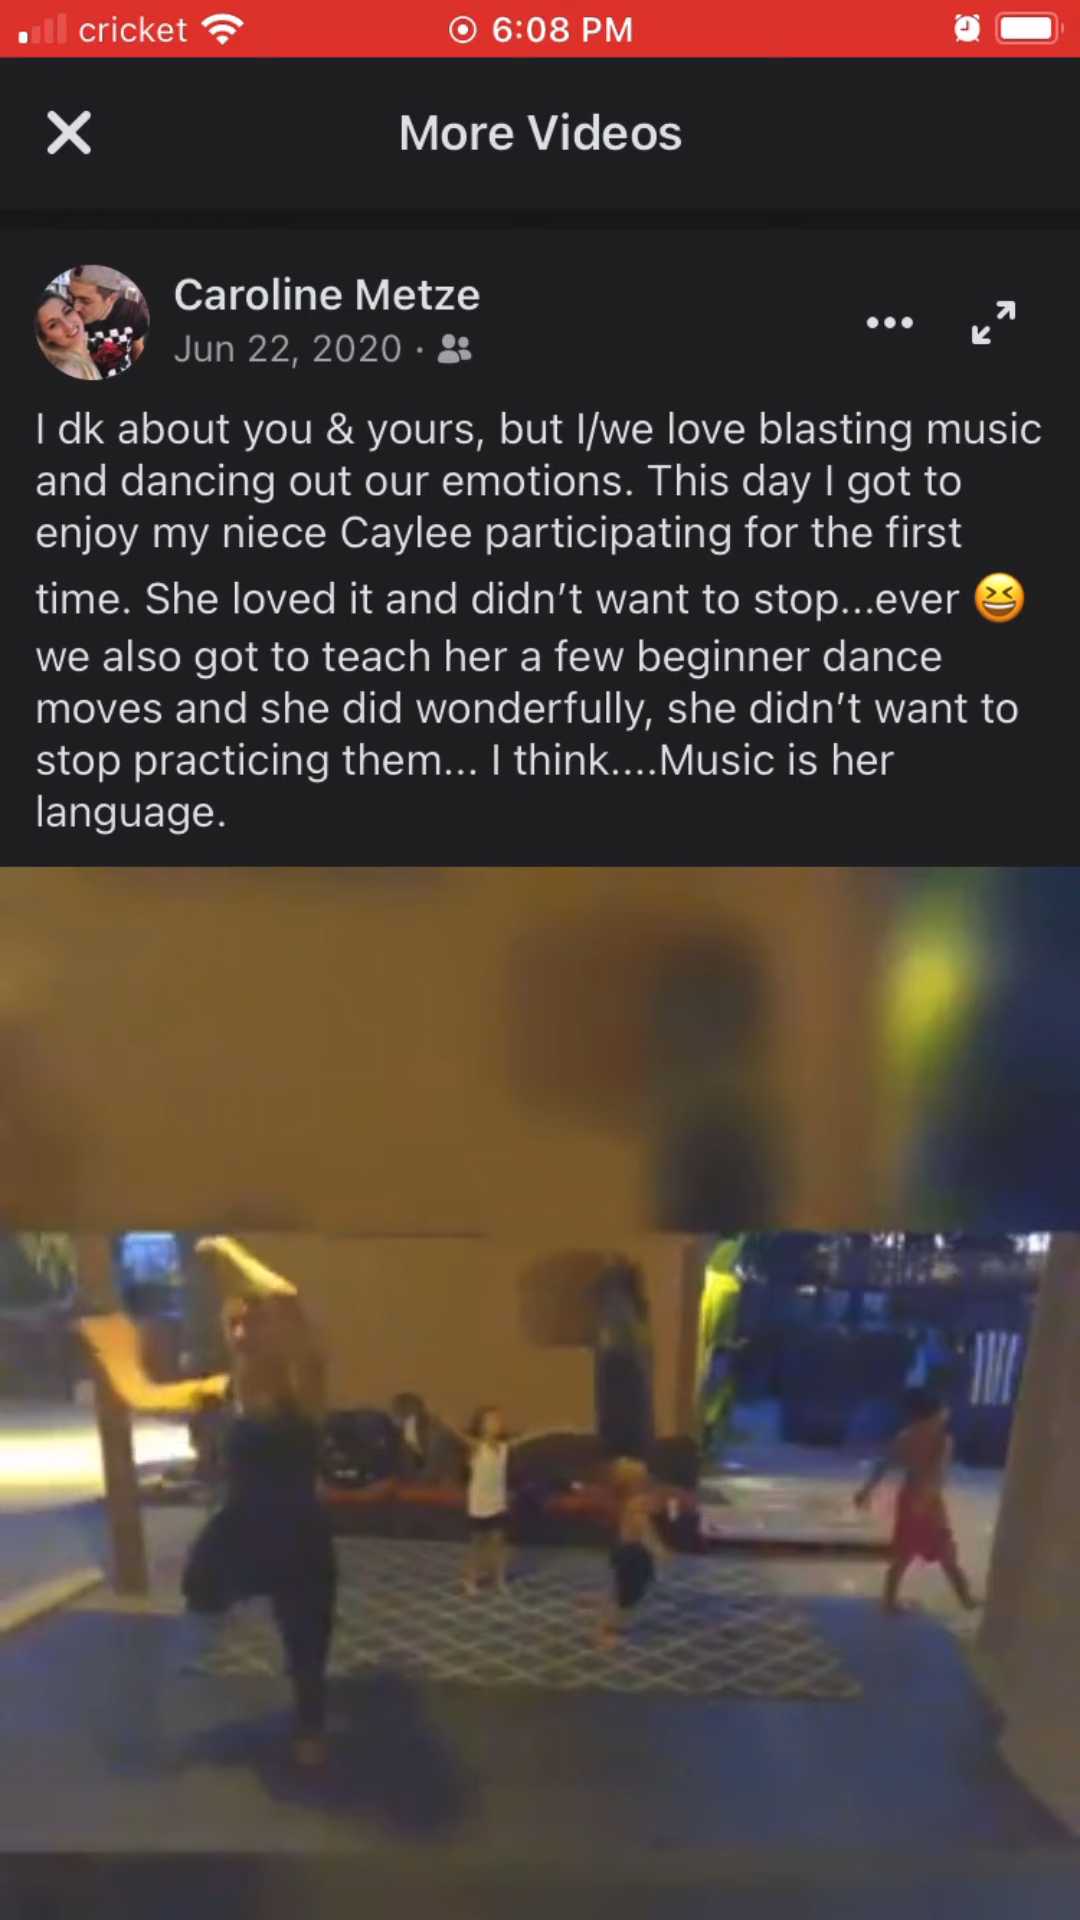 cricket 6:08 PM
More Videos
Caroline Metze
Jun 22, 2020 ·
I dk about you & yours, but I/we love blasting music
and dancing out our emotions. This day I got to
enjoy my niece Caylee participating for the first
time. She loved it and didn’t want to stop...ever 😆
we also got to teach her a few beginner dance
moves and she did wonderfully, she didn’t want to
stop practicing them... I think....Music is her
language.